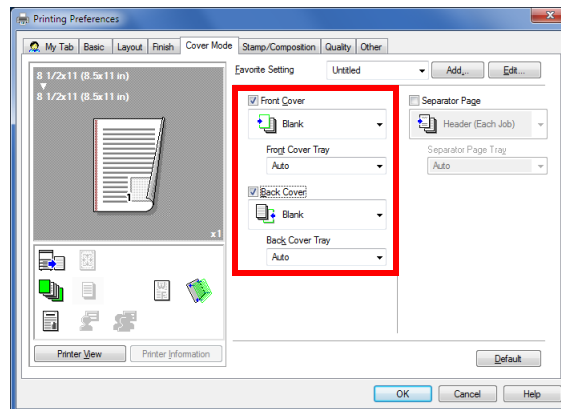 Printing Preferences
My Tab Basic Layout Finish Cover Mode Stamp/Composition Quality Other
8 1/2x11 (8.5x11 in)
8 1/2x11 (8.5x11 in)
1
x1
Printer View Printer Information
Favorite Setting Untitled Add... Edit...
Front Cover
Blank
Front Cover Tray
Auto
Back Cover
Blank
Back Cover Tray
Auto
Separator Page
Header (Each Job)
Separator Page Tray
Auto
Default
OK Cancel Help